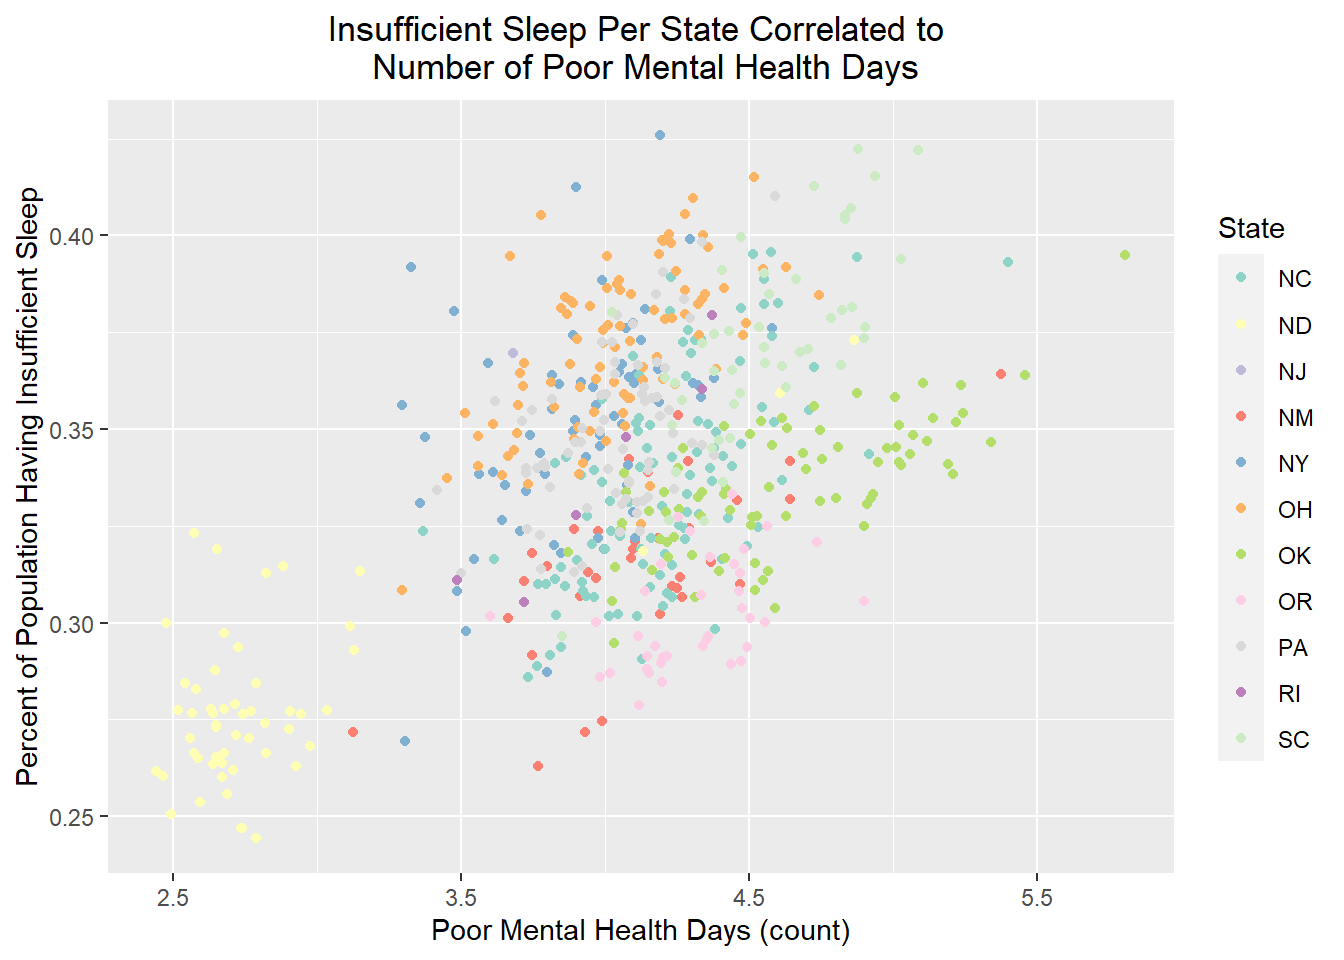 Insufficient Sleep Per State Correlated to
Number of Poor Mental Health Days
Percent of Population Having Insufficient Sleep
0.40
0.35
0.30
0.25
2.5 3.5 4.5 5.5
Poor Mental Health Days (count)
State
NC
ND
NJ
NM
NY
OH
OK
OR
PA
RI
SC